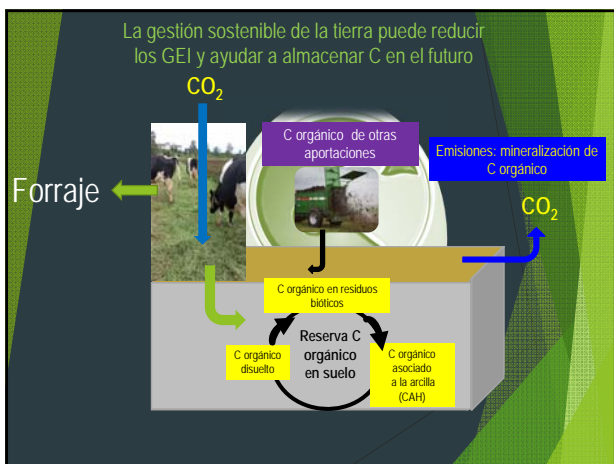 La gestión sostenible de la tierra puede reducir
los GEI y ayudar a almacenar C en el futuro
CO2
C orgánico de otras
aportaciones
Emisiones: mineralización de
C orgánico
Forraje
CO2
C orgánico en residuos
bióticos
Reserva C
orgánico
en suelo
C orgánico
disuelto
C orgánico
asociado
a la arcilla
(CAH)